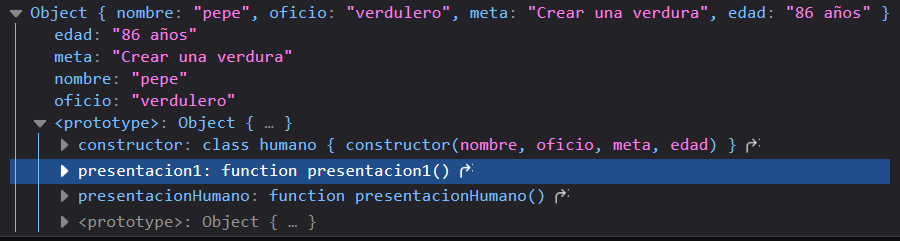 Object { nombre: "pepe", oficio: "verdulero", meta: "Crear una verdura", edad: "86 años" }
edad: "86 años"
meta: "Crear una verdura"
nombre: "pepe"
oficio: "verdulero"
<prototype>: Object { … }
constructor: class humano { constructor(nombre, oficio, meta, edad) }
presentacion1: function presentacion1()
presentacionHumano: function presentacionHumano()
<prototype>: Object { … }